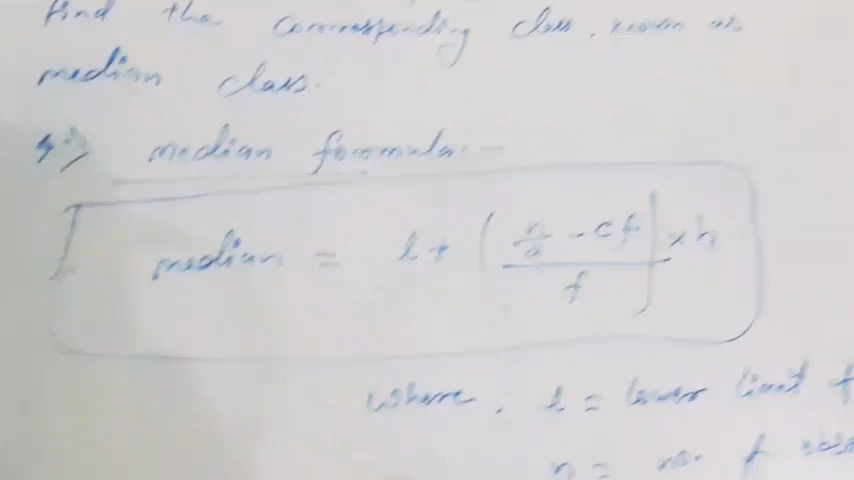 find the corresponding class, known as
median class.
4:) median formula:-
median = l + ( n/2 - cf / f ) × h
where, l = lower limit f
n = no. of obse